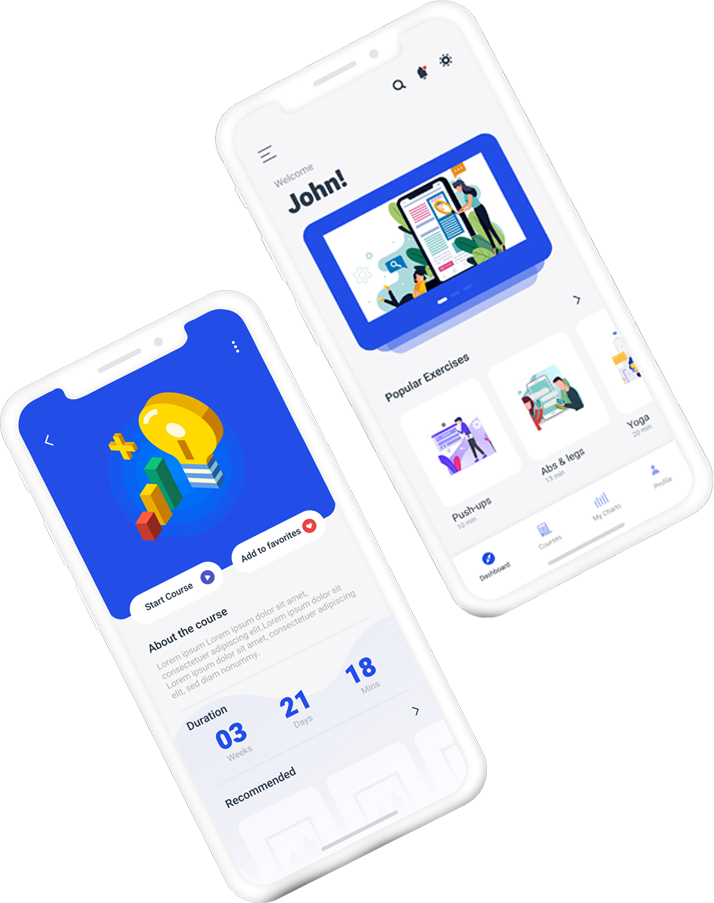 Welcome
John!
Popular Exercises
Push-ups
10 min
Abs & legs
13 min
Yoga
20 min
Dashboard
Courses
My Charts
Profile
Start Course
Add to favorites
About the course
Lorem ipsum Lorem ipsum dolor sit amet,
consectetuer adipiscing elit.Lorem ipsum dolor sit
Lorem ipsum dolor sit amet, consectetuer adipiscing
elit, sed diam nonummy.
Duration
03
Weeks
21
Days
18
Mins
Recommended